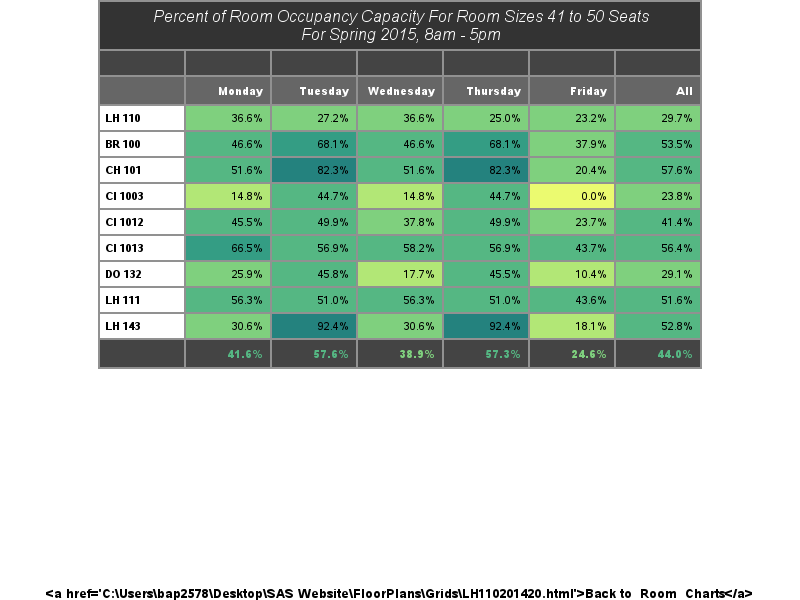 Percent of Room Occupancy Capacity For Room Sizes 41 to 50 Seats
For Spring 2015, 8am - 5pm
Monday Tuesday Wednesday Thursday Friday All
LH 110 36.6% 27.2% 36.6% 25.0% 23.2% 29.7%
BR 100 46.6% 68.1% 46.6% 68.1% 37.9% 53.5%
CH 101 51.6% 82.3% 51.6% 82.3% 20.4% 57.6%
CI 1003 14.8% 44.7% 14.8% 44.7% 0.0% 23.8%
CI 1012 45.5% 49.9% 37.8% 49.9% 23.7% 41.4%
CI 1013 66.5% 56.9% 58.2% 56.9% 43.7% 56.4%
DO 132 25.9% 45.8% 17.7% 45.5% 10.4% 29.1%
LH 111 56.3% 51.0% 56.3% 51.0% 43.6% 51.6%
LH 143 30.6% 92.4% 30.6% 92.4% 18.1% 52.8%
41.6% 57.6% 38.9% 57.3% 24.6% 44.0%
<a href='C:\Users\bap2578\Desktop\SAS Website\FloorPlans\Grids\LH110201420.html'>Back to Room Charts</a>